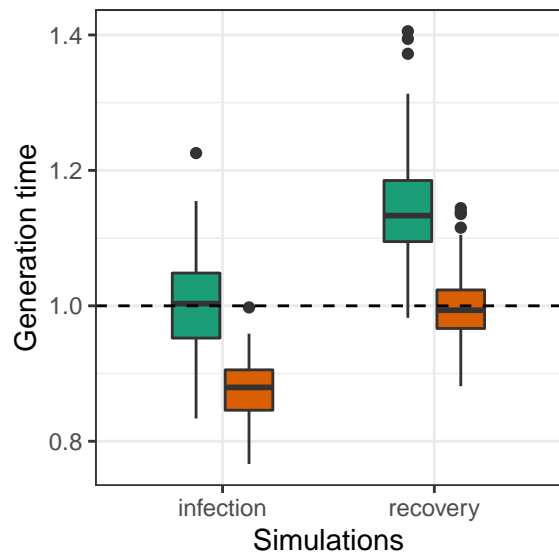 Generation time
1.4
1.2
1.0
0.8
infection recovery
Simulations